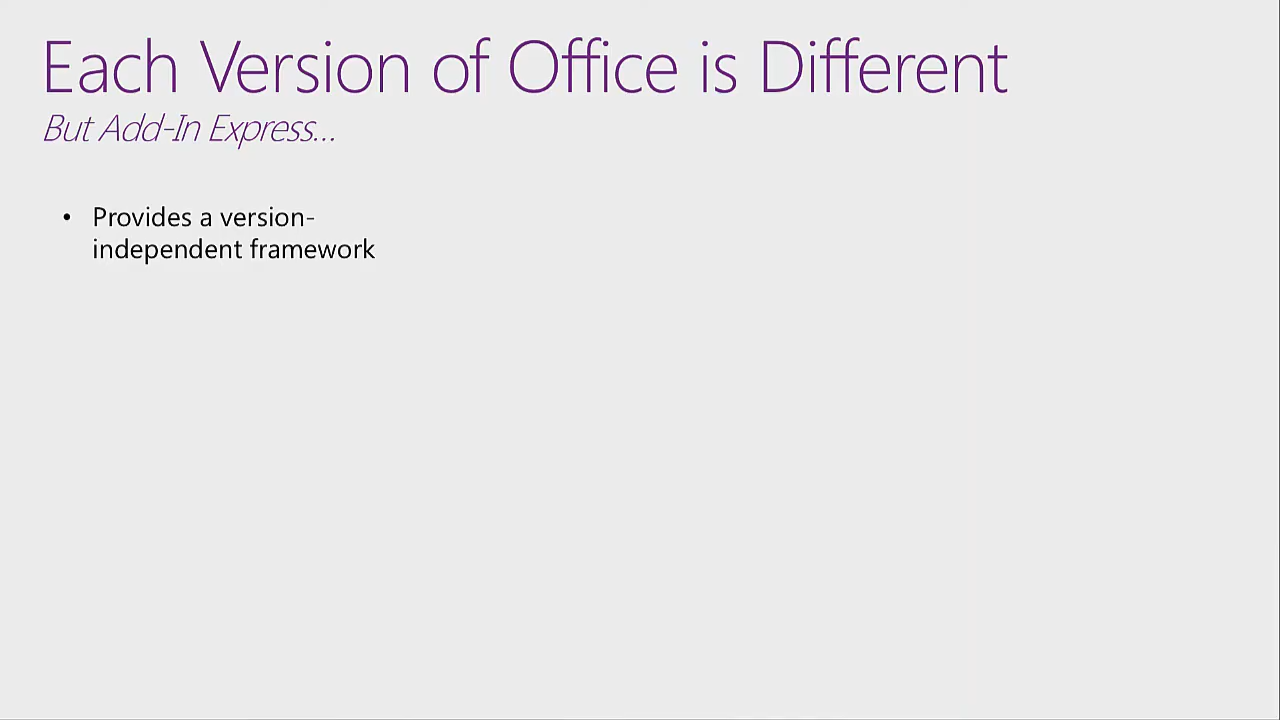 Each Version of Office is Different
But Add-In Express...
• Provides a version-
independent framework